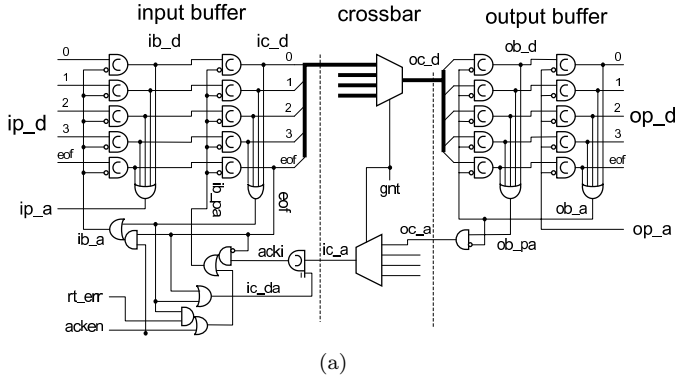 input buffer crossbar output buffer
ib_d ic_d oc_d ob_d
0 0 0
1 1 1
2 2 2
ip_d op_d
3 3 3
eof eof eof
ib_pa eof gnt
ip_a ob_a
ib_a oc_a ob_pa op_a
acki ic_a
ic_da
rt_err
acken
(a)
C C C C
C C C C
C C C C
C C C C
C C C C
C C